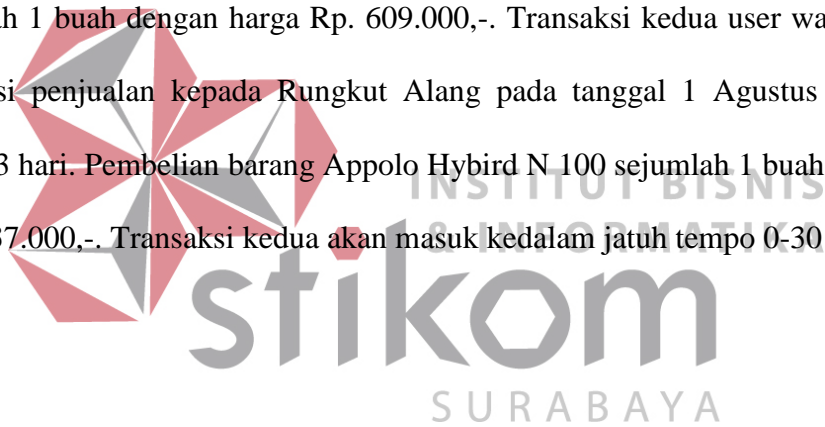 ah 1 buah dengan harga Rp. 609.000,-. Transaksi kedua user wa
si penjualan kepada Rungkut Alang pada tanggal 1 Agustus
3 hari. Pembelian barang Appolo Hybird N 100 sejumlah 1 buah
INSTITUT BISNIS
37.000,-. Transaksi kedua akan masuk kedalam jatuh tempo 0-30
& INFORMATIKA
stikom
SURABAYA